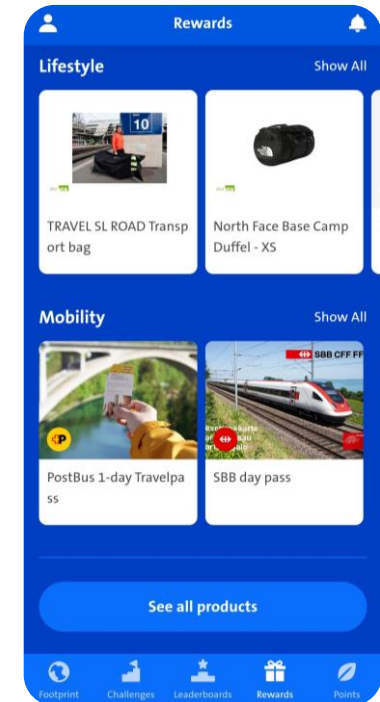 Rewards
Lifestyle
Show All
10
TRAVEL SL ROAD Transp
ort bag
North Face Base Camp
Duffel - XS
Mobility
Show All
SBB CFF FF
PostBus 1-day Travelpa
ss
SBB day pass
See all products
Footprint
Challenges
Leaderboards
Rewards
Points